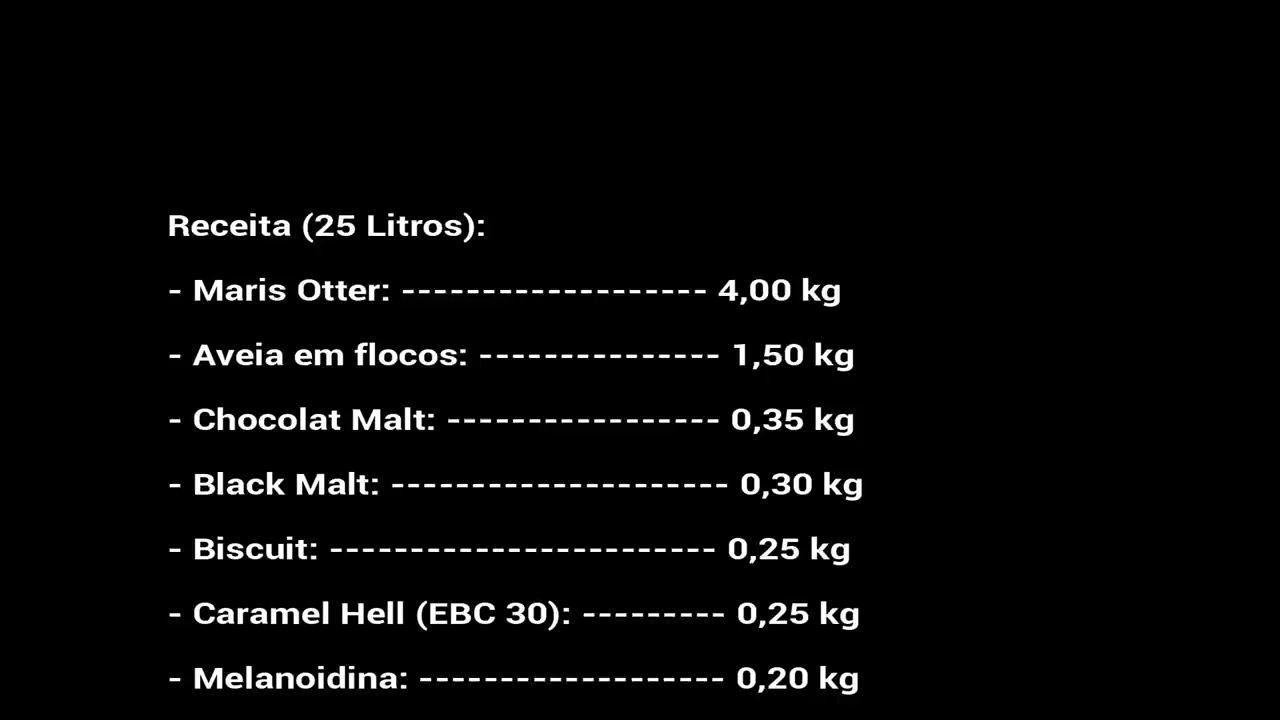 Receita (25 Litros):
- Maris Otter: ------------------- 4,00 kg
- Aveia em flocos: --------------- 1,50 kg
- Chocolat Malt: ----------------- 0,35 kg
- Black Malt: --------------------- 0,30 kg
- Biscuit: ------------------------ 0,25 kg
- Caramel Hell (EBC 30): --------- 0,25 kg
- Melanoidina: ------------------- 0,20 kg